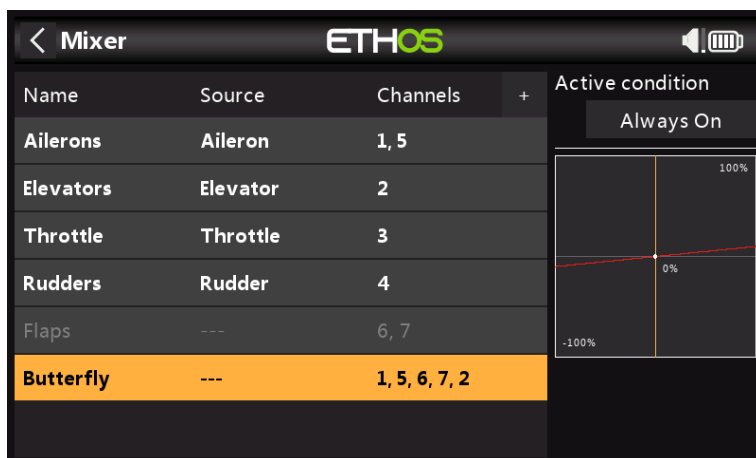 Mixer ETHOS
Name Source Channels +
Ailerons Aileron 1, 5
Elevators Elevator 2
Throttle Throttle 3
Rudders Rudder 4
Flaps --- 6, 7
Butterfly --- 1, 5, 6, 7, 2
Active condition
Always On
100%
0%
-100%